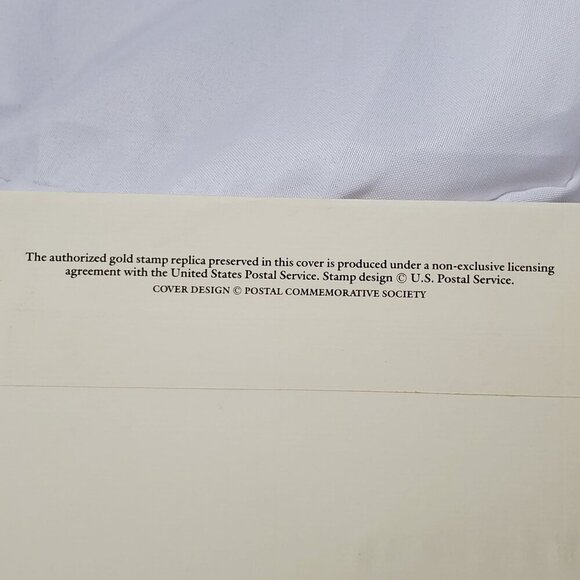 The authorized gold stamp replica preserved in this cover is produced under a non-exclusive licensing
agreement with the United States Postal Service. Stamp design © U.S. Postal Service.
COVER DESIGN © POSTAL COMMEMORATIVE SOCIETY